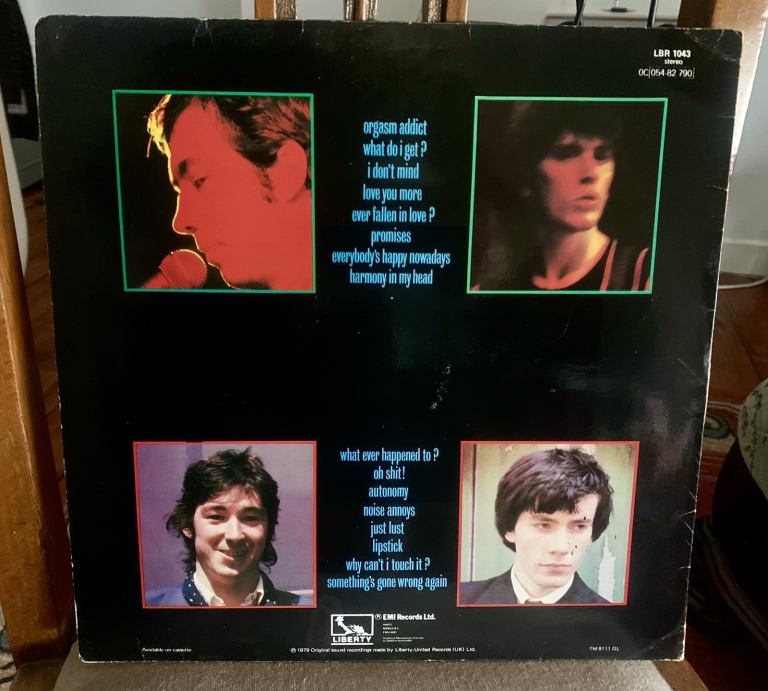 LBR 1043
stereo
OC 054-82 790
orgasm addict
what do i get ?
i don't mind
love you more
ever fallen in love ?
promises
everybody's happy nowadays
harmony in my head
what ever happened to ?
oh shit!
autonomy
noise annoys
just lust
lipstick
why can't i touch it ?
something's gone wrong again
LIBERTY
℗ EMI Records Ltd.
Available on cassette
℗ 1979 Original sound recordings made by Liberty-United Records (UK) Ltd.
TM 8111 GL